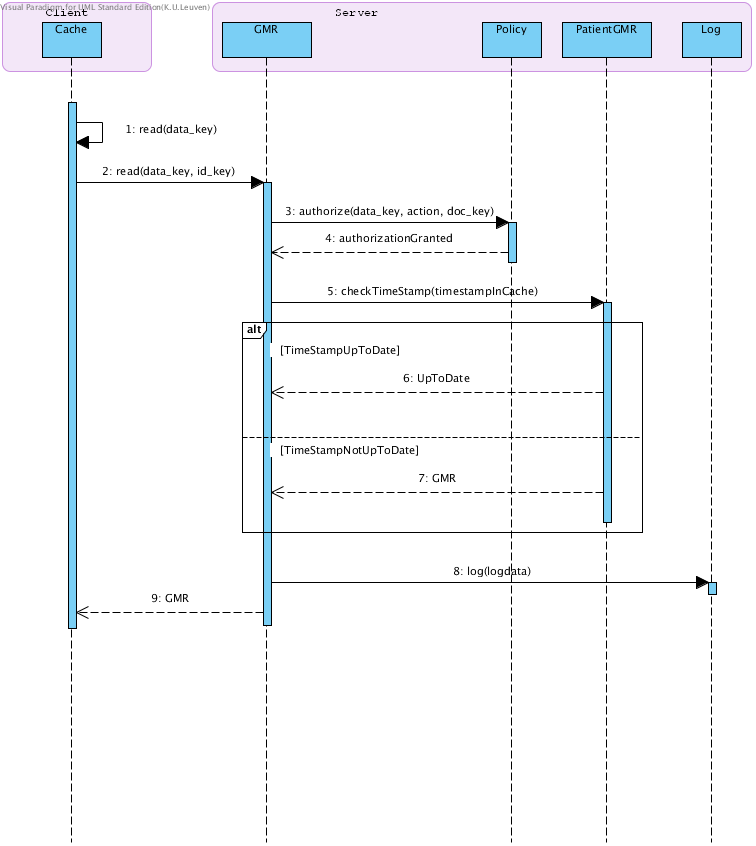 Visual Paradigm for UML Standard Edition(K.U.Leuven)
Client
Server
Cache
GMR
Policy
PatientGMR
Log
1: read(data_key)
2: read(data_key, id_key)
3: authorize(data_key, action, doc_key)
4: authorizationGranted
5: checkTimeStamp(timestampInCache)
alt
[TimeStampUpToDate]
6: UpToDate
[TimeStampNotUpToDate]
7: GMR
8: log(logdata)
9: GMR